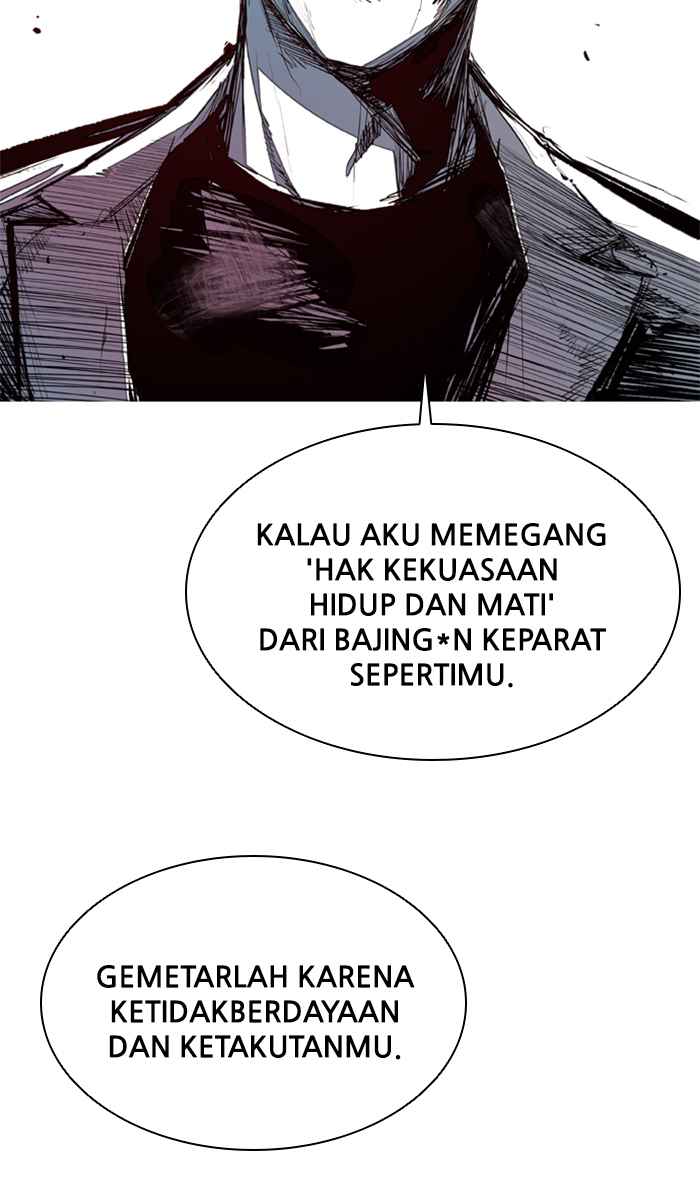 KALAU AKU MEMEGANG
'HAK KEKUASAAN
HIDUP DAN MATI'
DARI BAJING*N KEPARAT
SEPERTIMU.
GEMETARLAH KARENA
KETIDAKBERDAYAAN
DAN KETAKUTANMU.